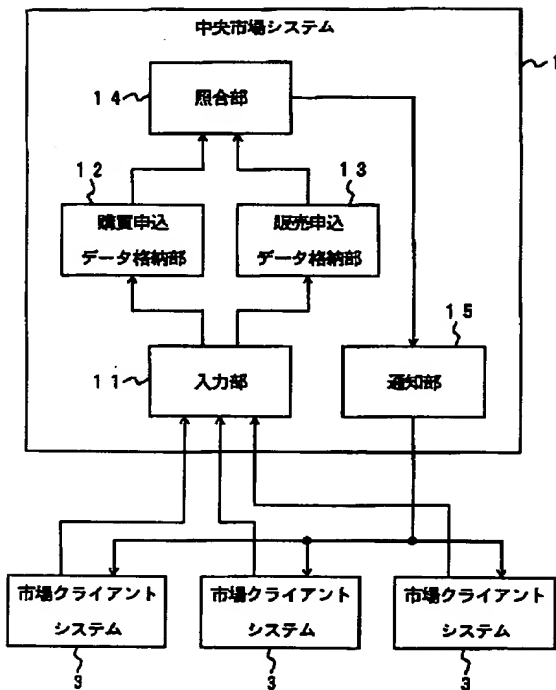 中央市場システム
1
14
照合部
12
購買申込
データ格納部
13
販売申込
データ格納部
11
入力部
15
通知部
市場クライアント
システム
3
市場クライアント
システム
3
市場クライアント
システム
3